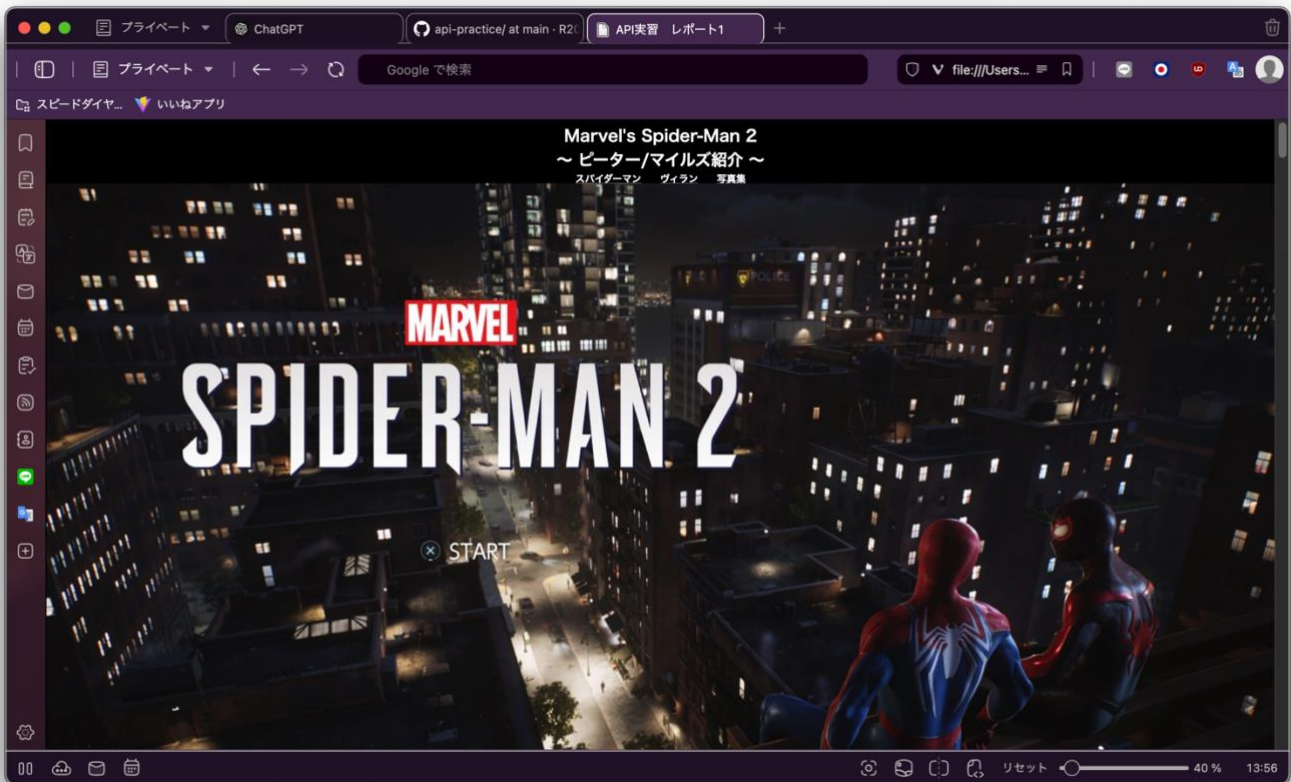 プライベート
ChatGPT
api-practice/ at main · R2
API実習 レポート1
プライベート
Google で検索
file:///Users...
スピードダイヤ...
いいねアプリ
Marvel's Spider-Man 2
～ ピーター/マイルズ紹介 ～
スパイダーマン ヴィラン 写真集
POLICE
MARVEL
SPIDER-MAN 2
START
リセット
40 %
13:56